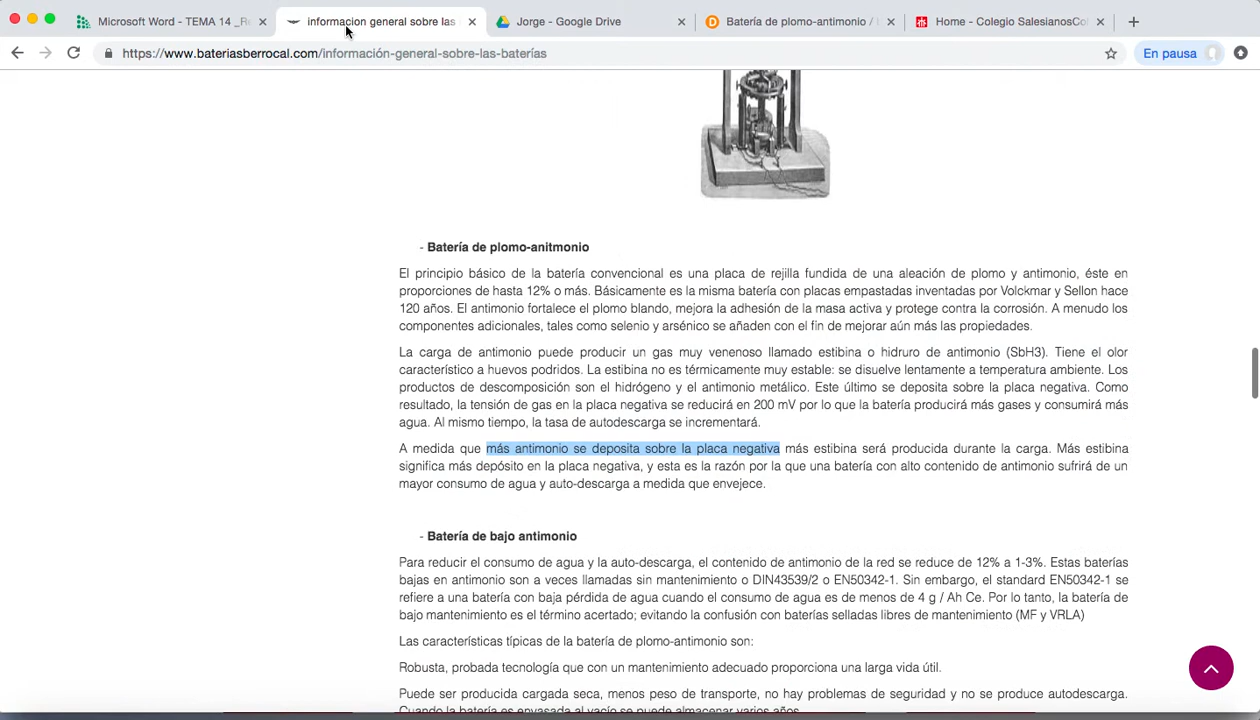 Microsoft Word - TEMA 14 _Re
informacion general sobre las
Jorge - Google Drive
Batería de plomo-antimonio /
Home - Colegio SalesianosCol
https://www.bateriasberrocal.com/información-general-sobre-las-baterías
En pausa
- Batería de plomo-anitmonio
El principio básico de la batería convencional es una placa de rejilla fundida de una aleación de plomo y antimonio, éste en
proporciones de hasta 12% o más. Básicamente es la misma batería con placas empastadas inventadas por Volckmar y Sellon hace
120 años. El antimonio fortalece el plomo blando, mejora la adhesión de la masa activa y protege contra la corrosión. A menudo los
componentes adicionales, tales como selenio y arsénico se añaden con el fin de mejorar aún más las propiedades.
La carga de antimonio puede producir un gas muy venenoso llamado estibina o hidruro de antimonio (SbH3). Tiene el olor
característico a huevos podridos. La estibina no es térmicamente muy estable: se disuelve lentamente a temperatura ambiente. Los
productos de descomposición son el hidrógeno y el antimonio metálico. Este último se deposita sobre la placa negativa. Como
resultado, la tensión de gas en la placa negativa se reducirá en 200 mV por lo que la batería producirá más gases y consumirá más
agua. Al mismo tiempo, la tasa de autodescarga se incrementará.
A medida que más antimonio se deposita sobre la placa negativa más estibina será producida durante la carga. Más estibina
significa más depósito en la placa negativa, y esta es la razón por la que una batería con alto contenido de antimonio sufrirá de un
mayor consumo de agua y auto-descarga a medida que envejece.
- Batería de bajo antimonio
Para reducir el consumo de agua y la auto-descarga, el contenido de antimonio de la red se reduce de 12% a 1-3%. Estas baterías
bajas en antimonio son a veces llamadas sin mantenimiento o DIN43539/2 o EN50342-1. Sin embargo, el standard EN50342-1 se
refiere a una batería con baja pérdida de agua cuando el consumo de agua es de menos de 4 g / Ah Ce. Por lo tanto, la batería de
bajo mantenimiento es el término acertado; evitando la confusión con baterías selladas libres de mantenimiento (MF y VRLA)
Las características típicas de la batería de plomo-antimonio son:
Robusta, probada tecnología que con un mantenimiento adecuado proporciona una larga vida útil.
Puede ser producida cargada seca, menos peso de transporte, no hay problemas de seguridad y no se produce autodescarga.
Cuando la batería es envasada al vacío se puede almacenar varios años.